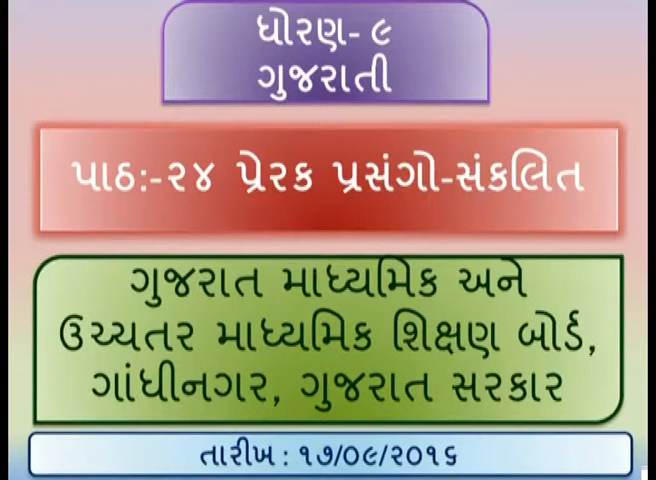 ધોરણ- ૯
ગુજરાતી
પાઠ:-૨૪ પ્રેરક પ્રસંગો-સંકલિત
ગુજરાત માધ્યમિક અને
ઉચ્ચતર માધ્યમિક શિક્ષણ બોર્ડ,
ગાંધીનગર, ગુજરાત સરકાર
તારીખ : ૧૭/૦૯/૨૦૧૬